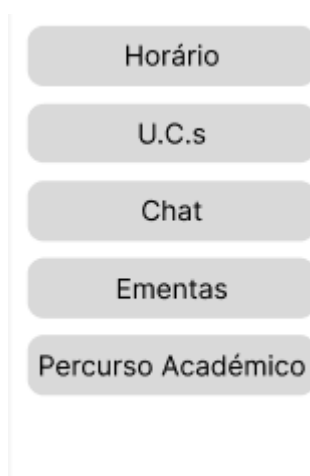 Horário
U.C.s
Chat
Ementas
Percurso Académico